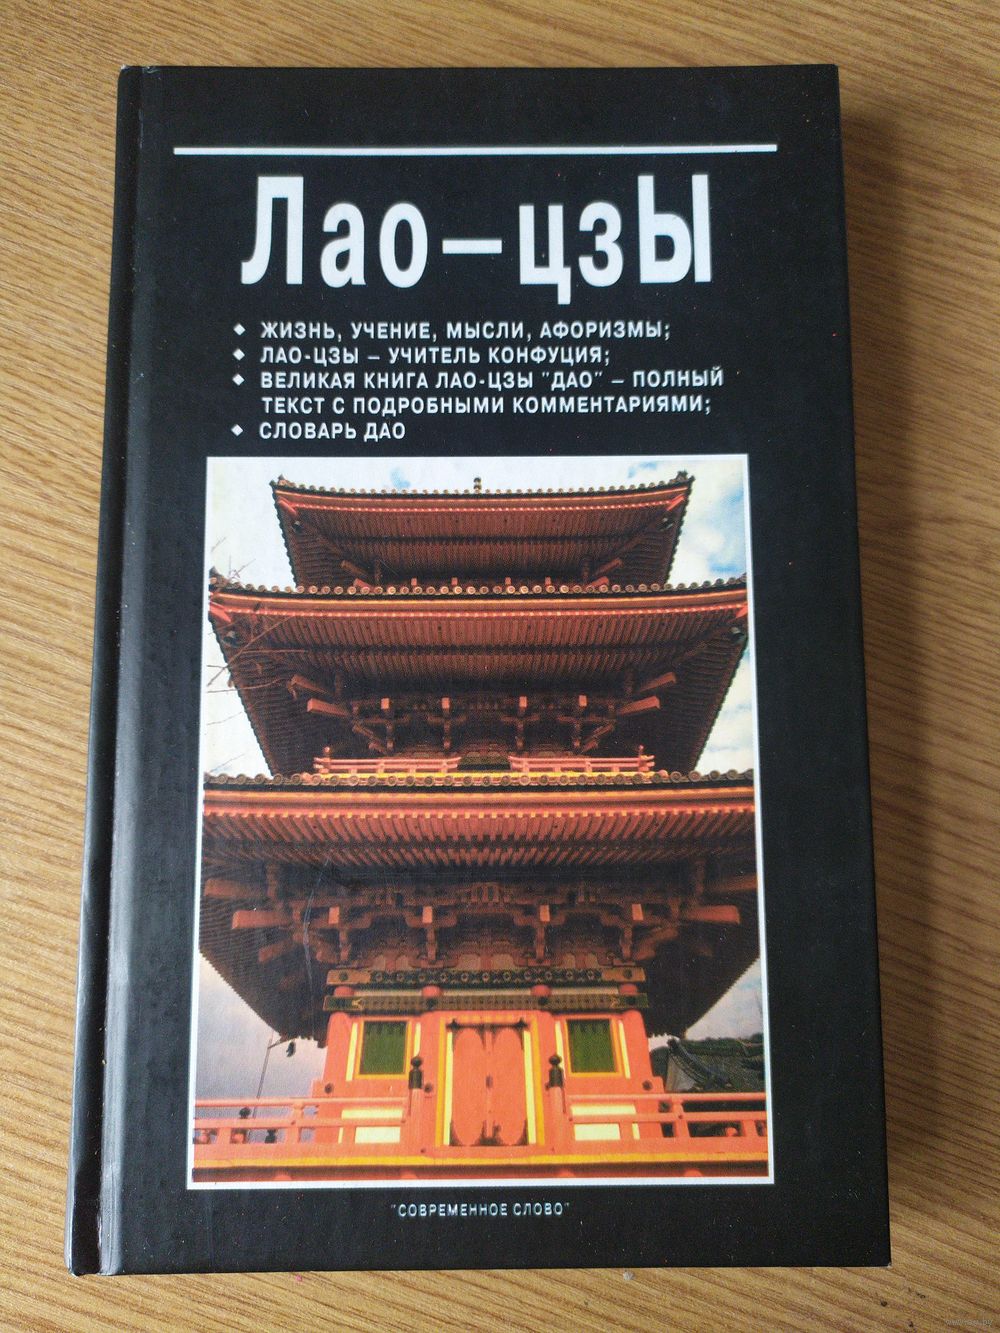 Лао–цзЫ
ЖИЗНЬ, УЧЕНИЕ, МЫСЛИ, АФОРИЗМЫ;
ЛАО-ЦЗЫ – УЧИТЕЛЬ КОНФУЦИЯ;
ВЕЛИКАЯ КНИГА ЛАО-ЦЗЫ "ДАО" – ПОЛНЫЙ
ТЕКСТ С ПОДРОБНЫМИ КОММЕНТАРИЯМИ;
СЛОВАРЬ ДАО
"СОВРЕМЕННОЕ СЛОВО"